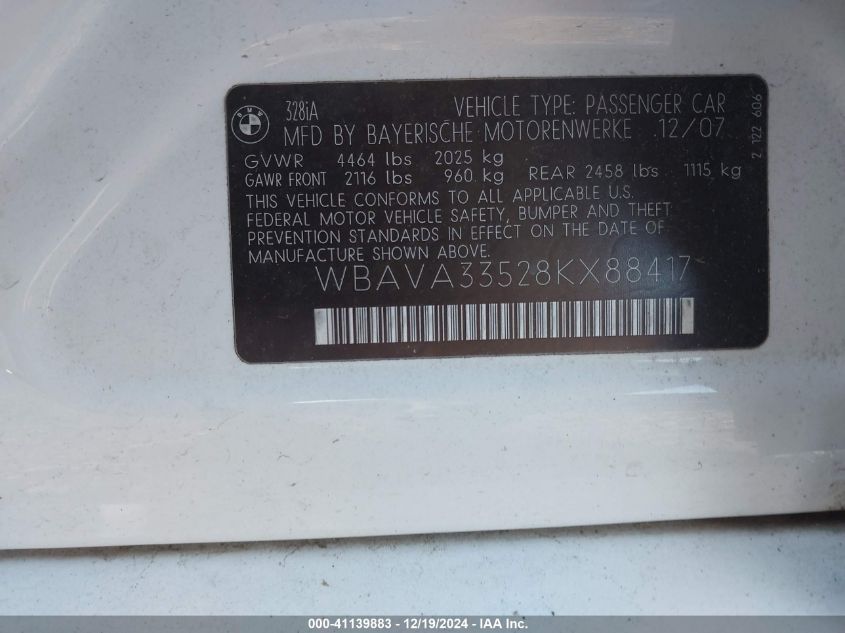 BMW
328iA VEHICLE TYPE: PASSENGER CAR
MFD BY BAYERISCHE MOTORENWERKE 12/07
GVWR 4464 lbs 2025 kg
GAWR FRONT 2116 lbs 960 kg REAR 2458 lbs 1115 kg
THIS VEHICLE CONFORMS TO ALL APPLICABLE U.S.
FEDERAL MOTOR VEHICLE SAFETY, BUMPER AND THEFT
PREVENTION STANDARDS IN EFFECT ON THE DATE OF
MANUFACTURE SHOWN ABOVE.
WBAVA33528KX88417
2 122 606
000-41139883 - 12/19/2024 - IAA Inc.